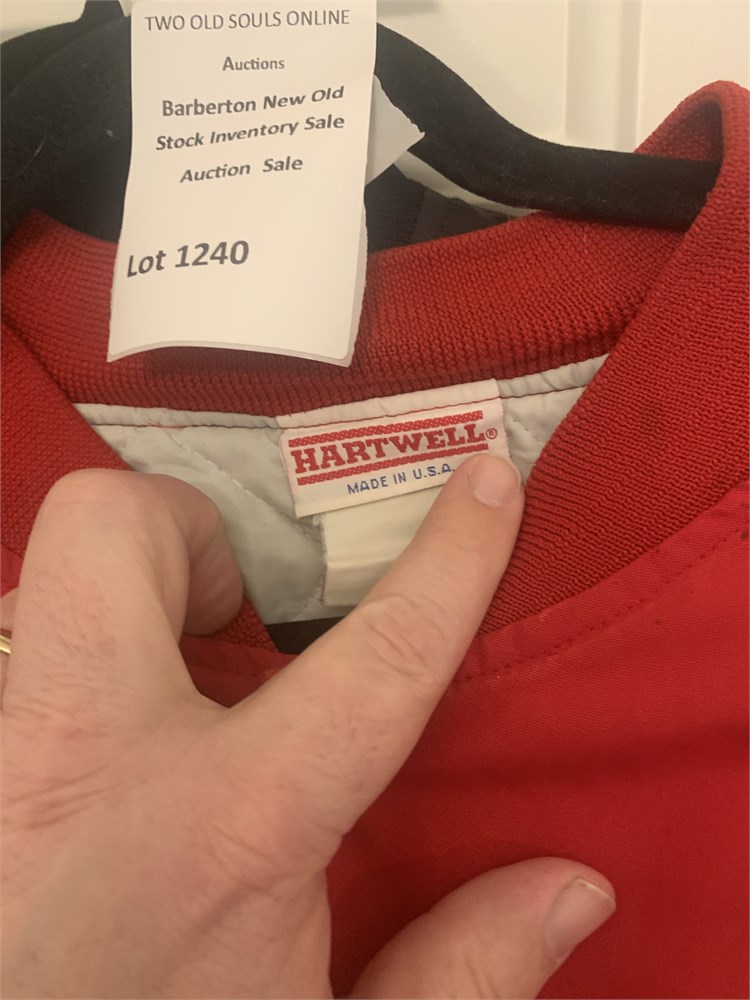 TWO OLD SOULS ONLINE
Auctions
Barberton New Old
Stock Inventory Sale
Auction Sale
Lot 1240
HARTWELL®
MADE IN U.S.A.